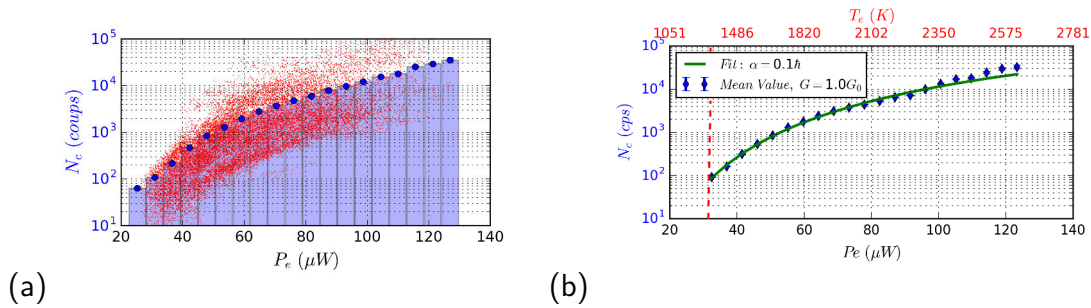 10^5
10^4
10^3
10^2
10^1
N_c (coups)
20 40 60 80 100 120 140
P_e (μW)
(a)
T_e (K)
1051 1486 1820 2102 2350 2575 2781
10^5
10^4
10^3
10^2
10^1
N_c (cps)
Fit : α = 0.1ħ
Mean Value, G = 1.0G_0
20 40 60 80 100 120 140
Pe (μW)
(b)